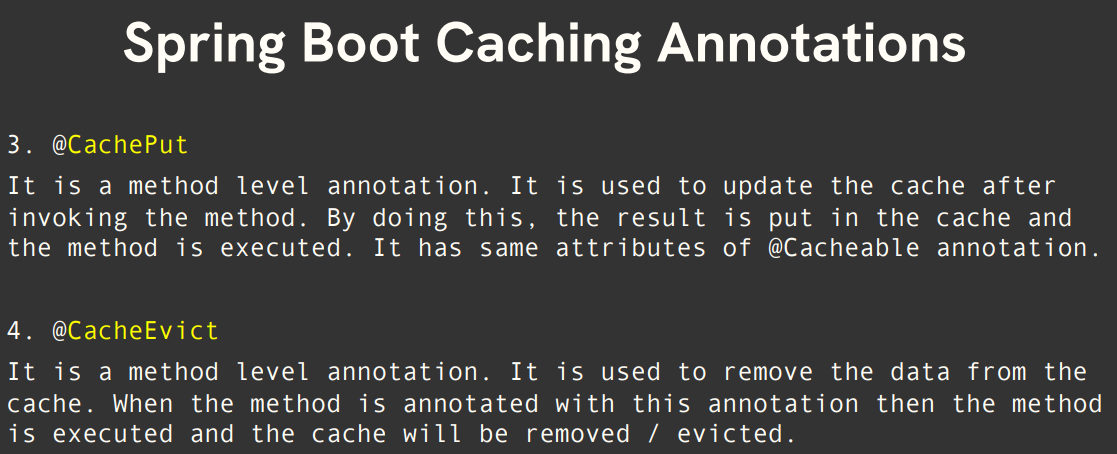 Spring Boot Caching Annotations
3. @CachePut
It is a method level annotation. It is used to update the cache after
invoking the method. By doing this, the result is put in the cache and
the method is executed. It has same attributes of @Cacheable annotation.
4. @CacheEvict
It is a method level annotation. It is used to remove the data from the
cache. When the method is annotated with this annotation then the method
is executed and the cache will be removed / evicted.